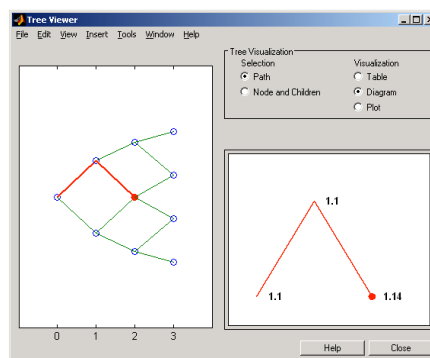 Tree Viewer
File Edit View Insert Tools Window Help
Tree Visualization
Selection Visualization
Path Table
Node and Children Diagram
Plot
1.1
1.1 1.14
0 1 2 3
Help Close